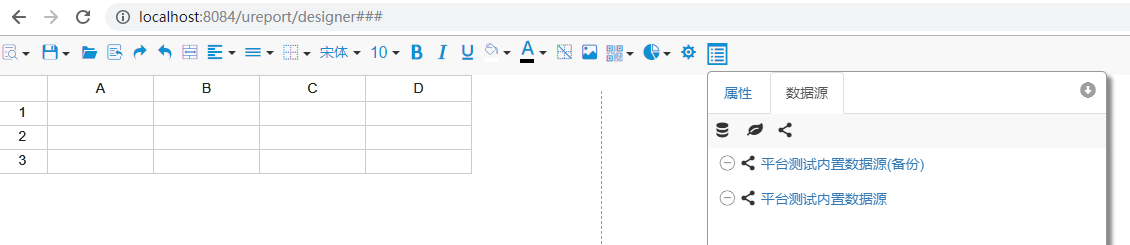 localhost:8084/ureport/designer###
宋体 10 B I U A
A B C D
属性 数据源
1
2
3
平台测试内置数据源(备份)
平台测试内置数据源